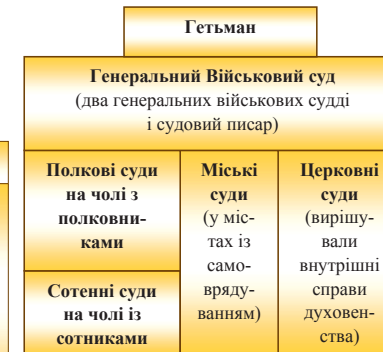 Гетьман
Генеральний Військовий суд
(два генеральних військових судді
і судовий писар)
Полкові суди
на чолі з
полковни-
ками
Сотенні суди
на чолі із
сотниками
Міські
суди
(у міс-
тах із
само-
вряду-
ванням)
Церковні
суди
(вирішу-
вали
внутрішні
справи
духовен-
ства)